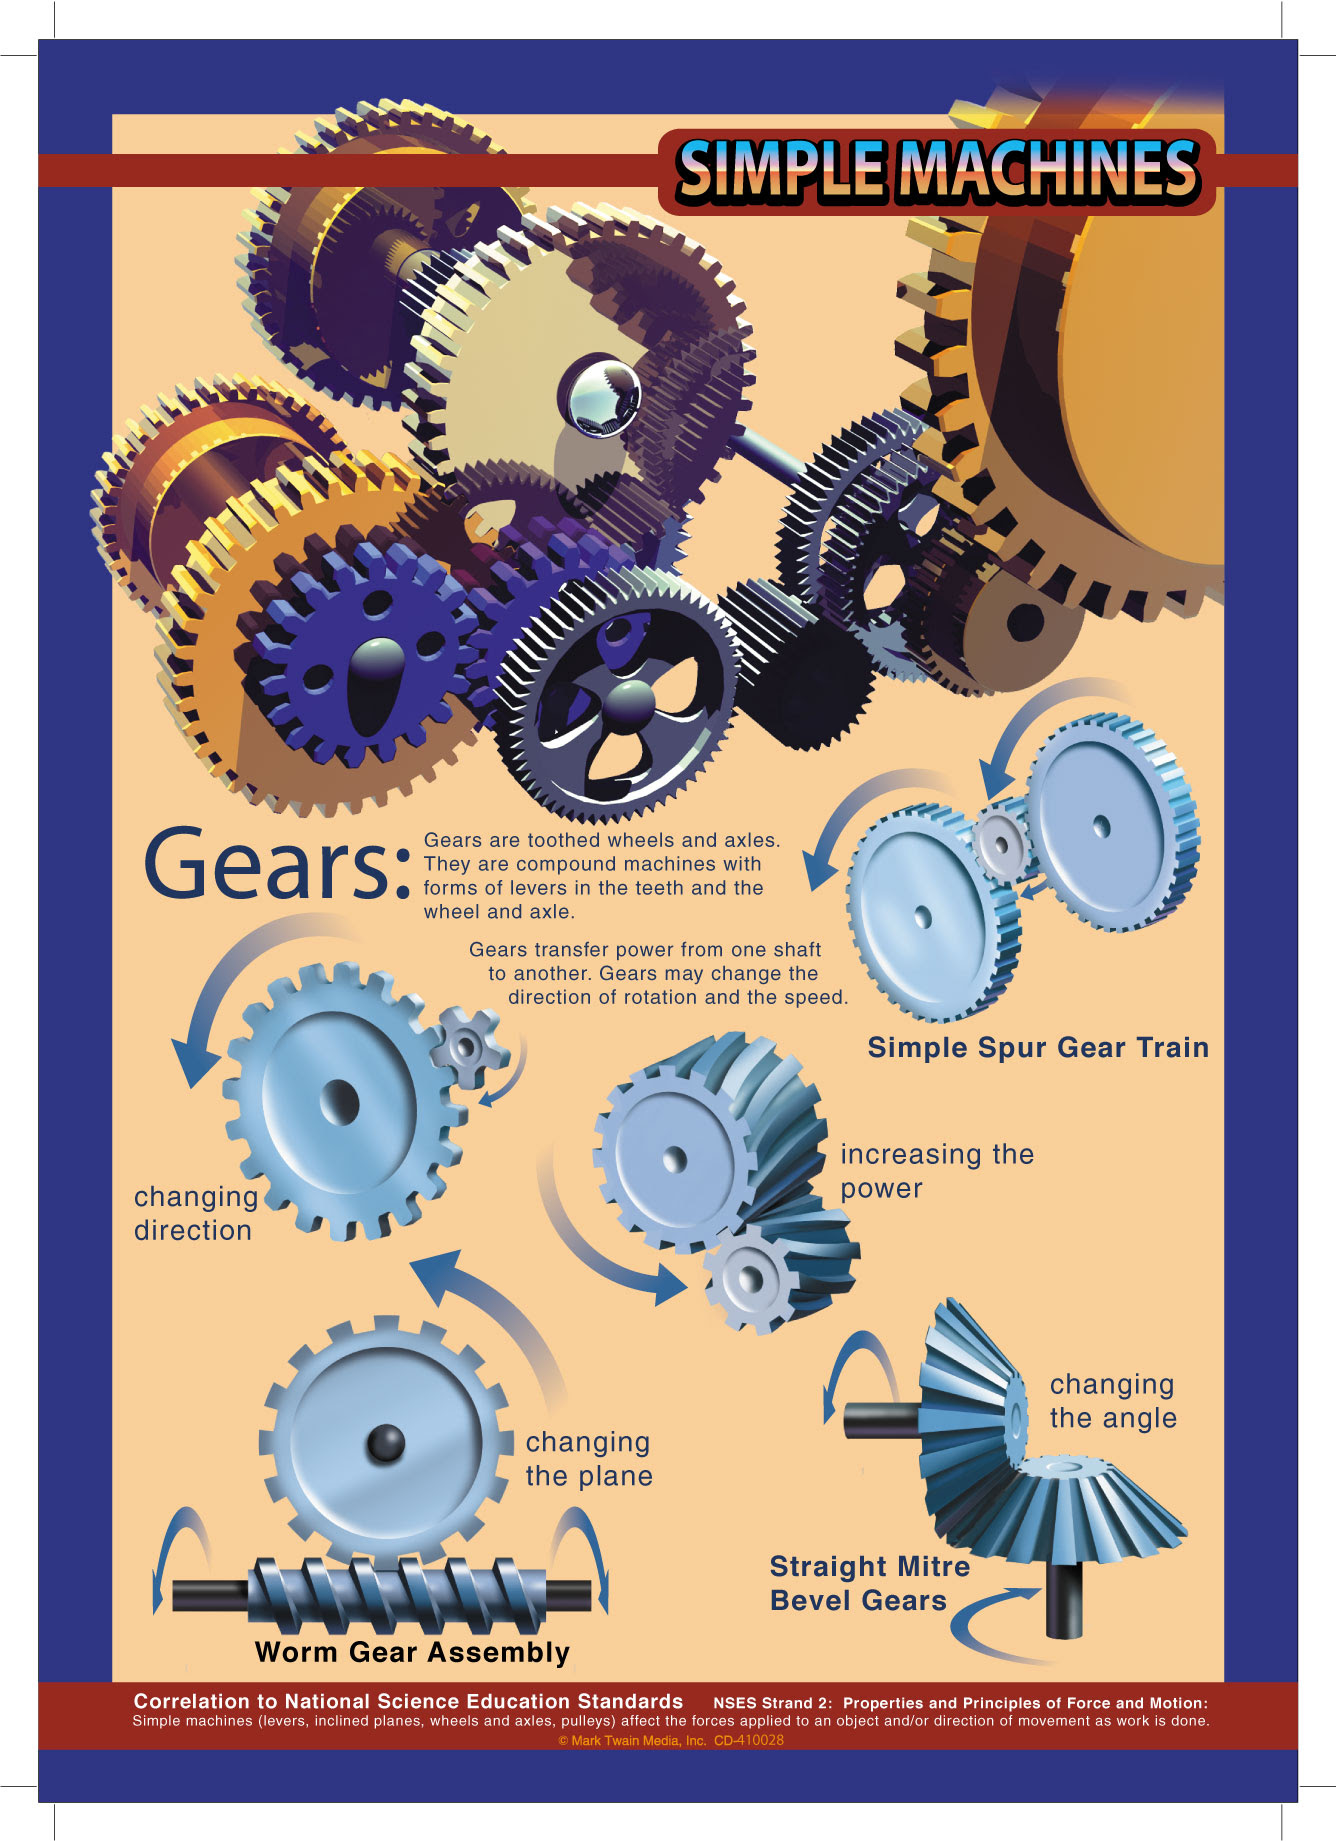 SIMPLE MACHINES
Gears:
Gears are toothed wheels and axles.
They are compound machines with
forms of levers in the teeth and the
wheel and axle.
Gears transfer power from one shaft
to another. Gears may change the
direction of rotation and the speed.
Simple Spur Gear Train
changing
direction
increasing the
power
changing
the plane
changing
the angle
Straight Mitre
Bevel Gears
Worm Gear Assembly
Correlation to National Science Education Standards NSES Strand 2: Properties and Principles of Force and Motion:
Simple machines (levers, inclined planes, wheels and axles, pulleys) affect the forces applied to an object and/or direction of movement as work is done.
© Mark Twain Media, Inc. CD-410028